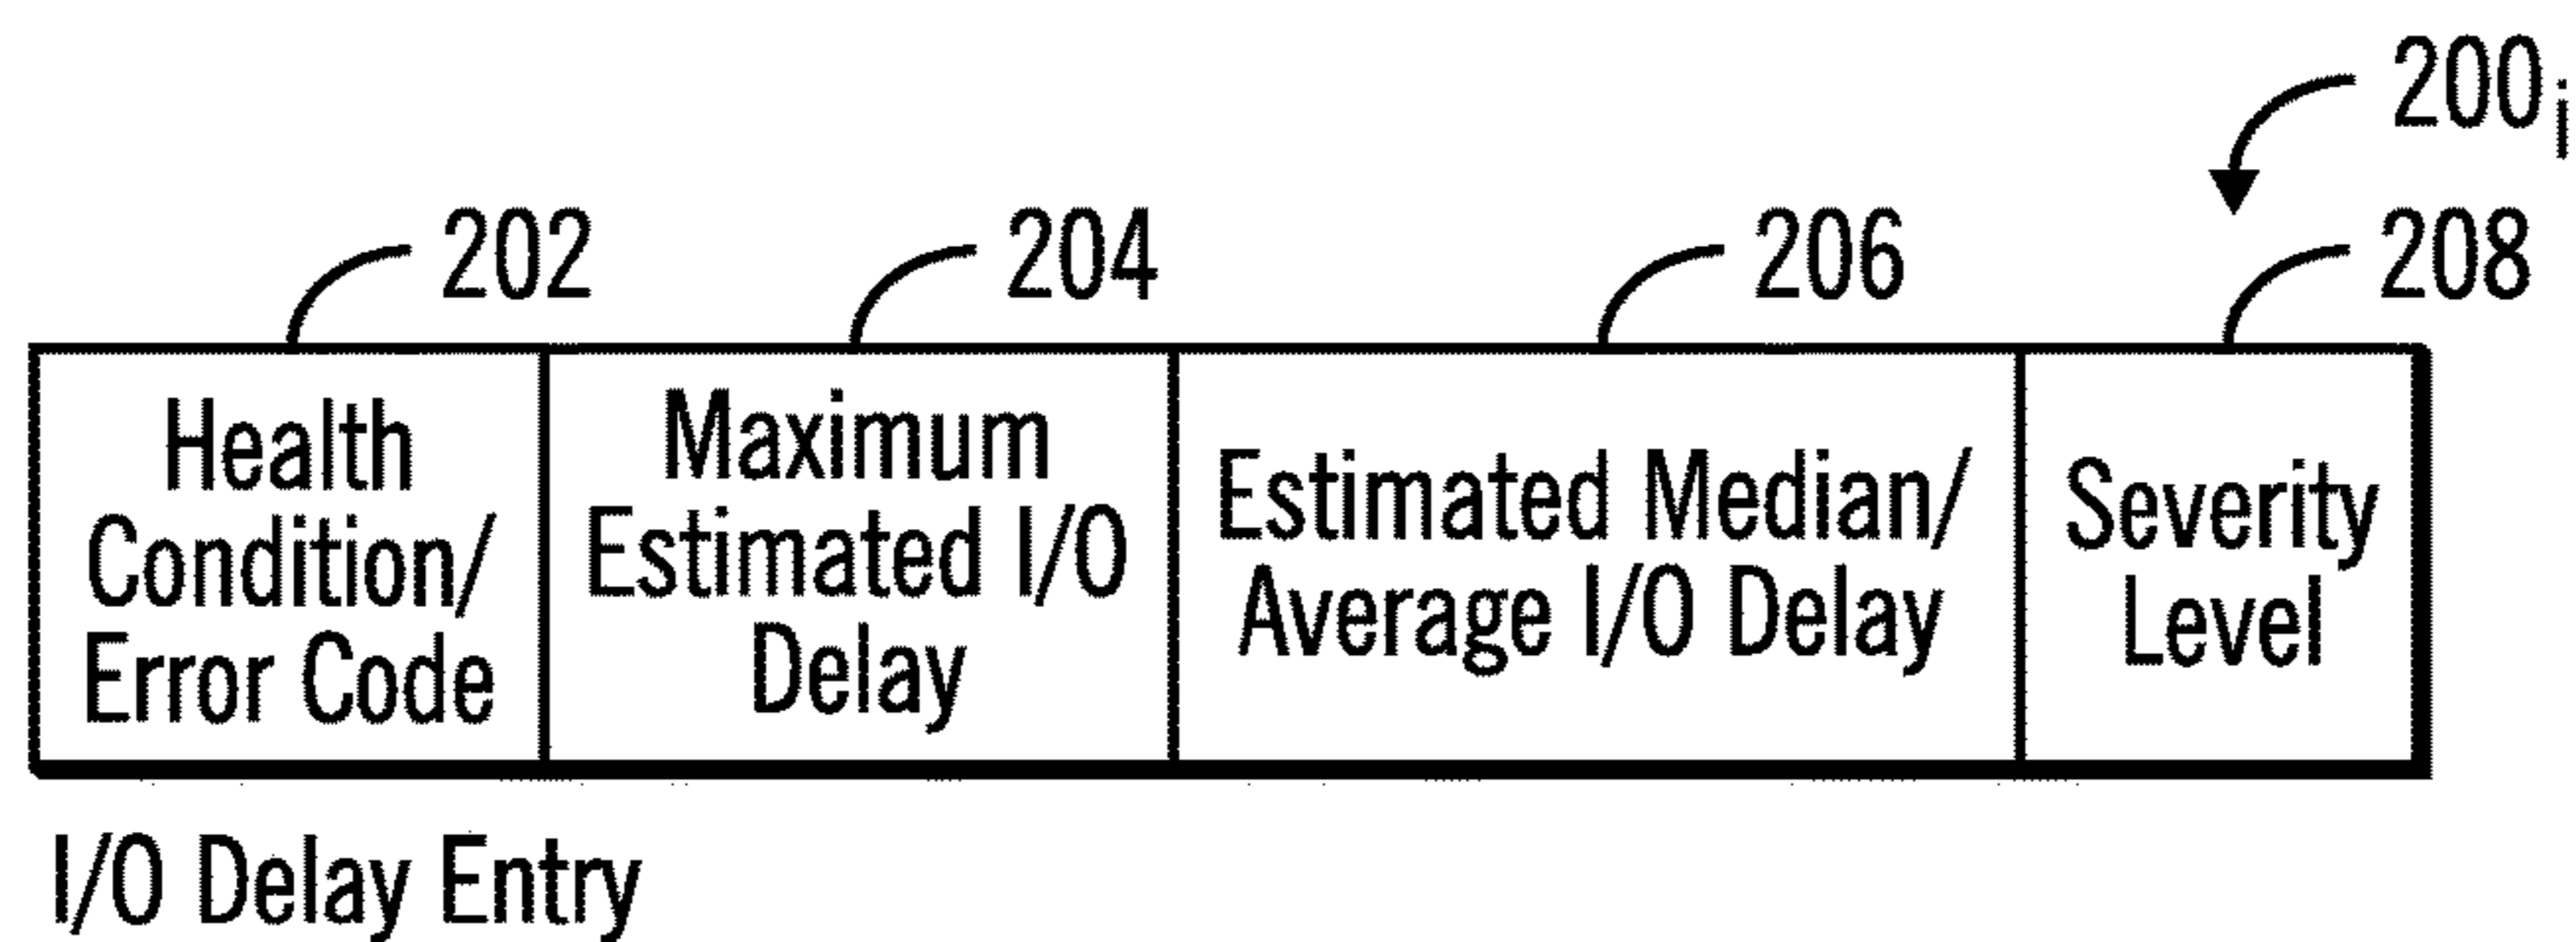 200i
202
204
206
208
Health
Condition/
Error Code
Maximum
Estimated I/O
Delay
Estimated Median/
Average I/O Delay
Severity
Level
I/O Delay Entry